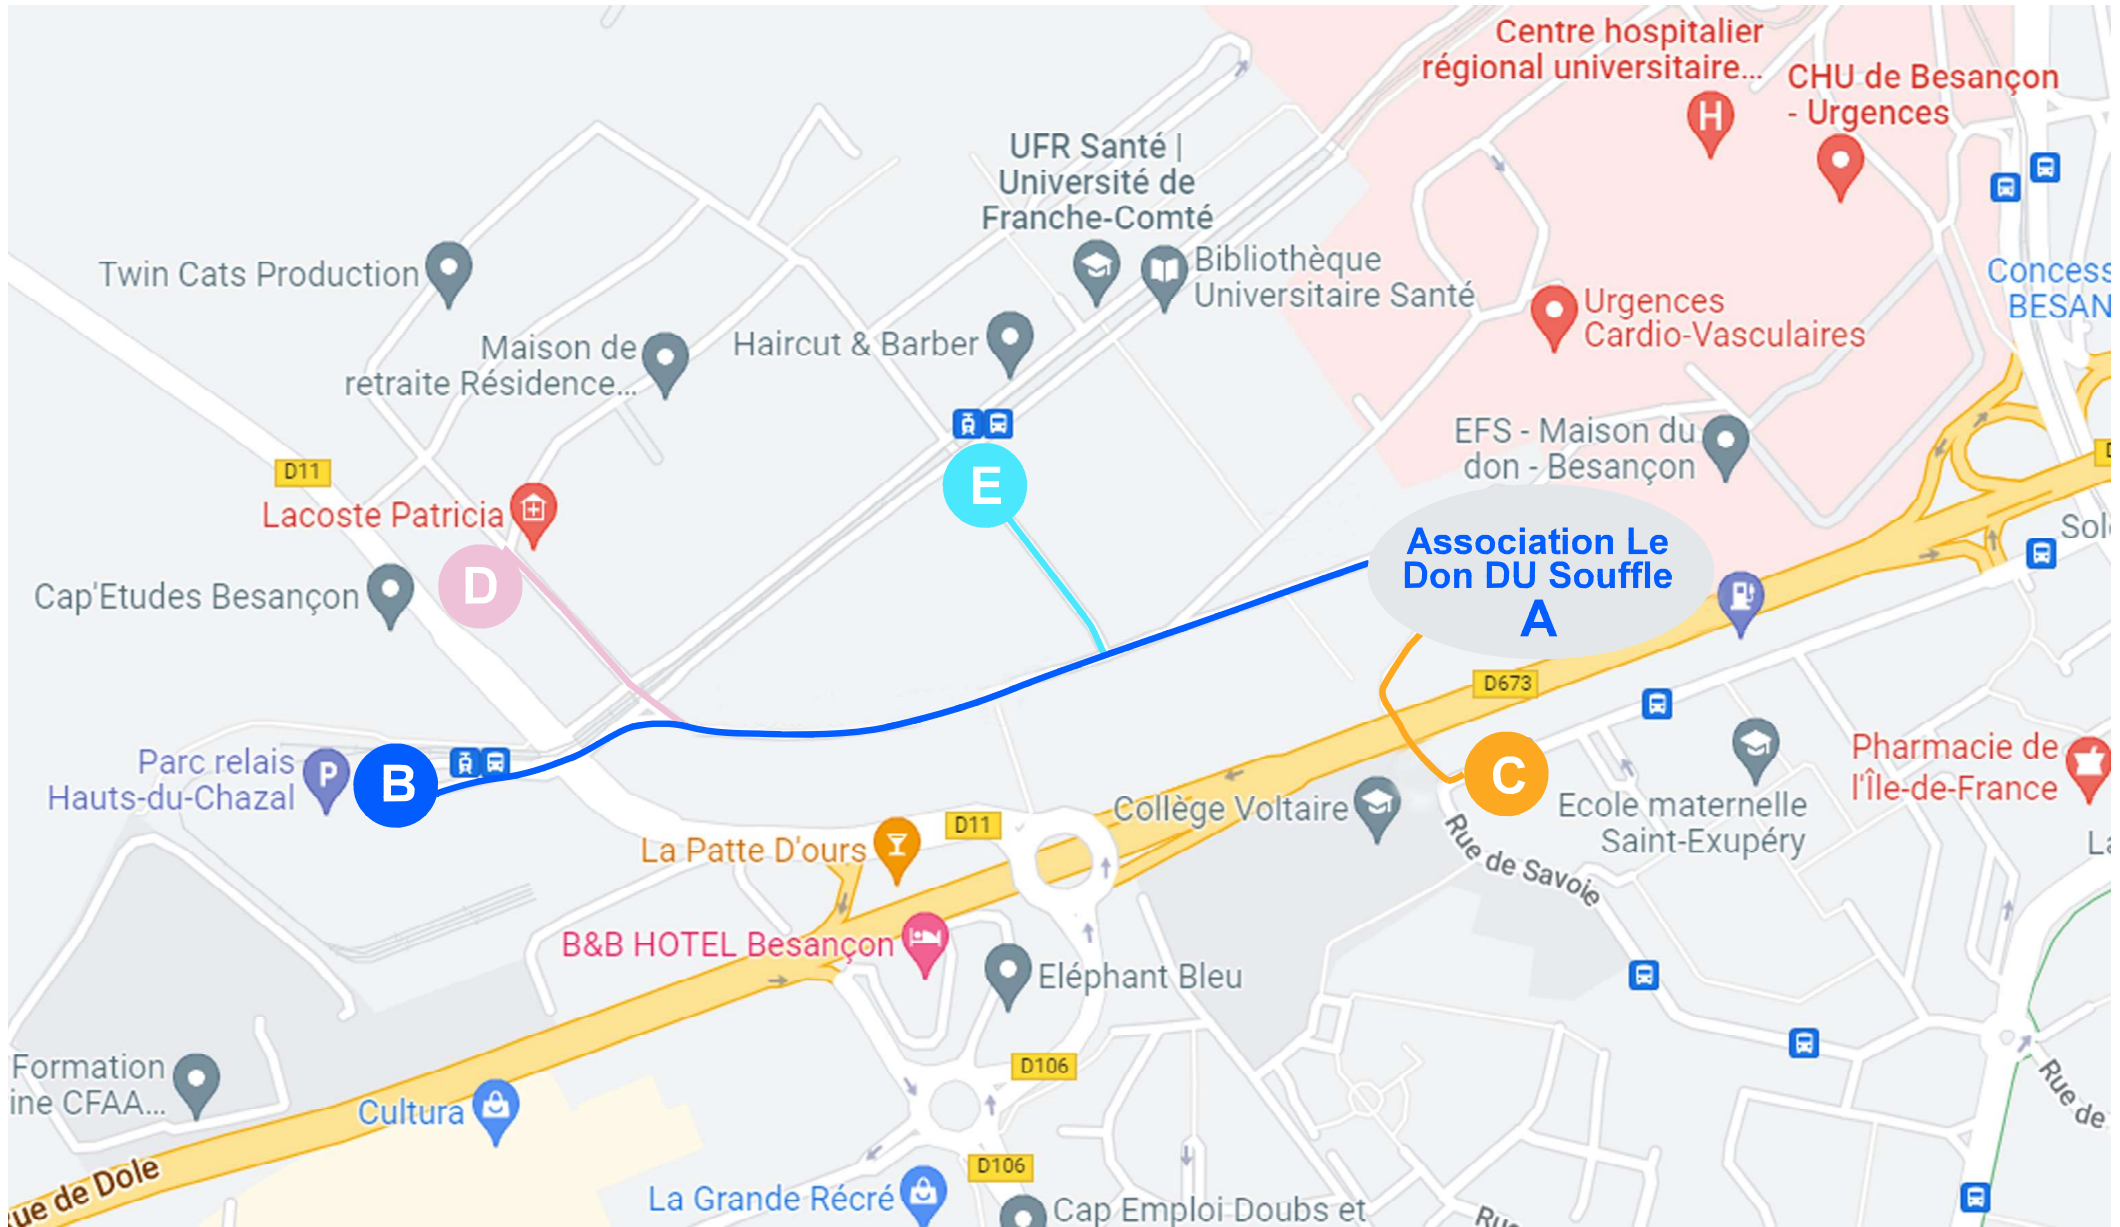 Centre hospitalier
régional universitaire...
CHU de Besançon
- Urgences
UFR Santé |
Université de
Franche-Comté
Bibliothèque
Universitaire Santé
Twin Cats Production
Maison de
retraite Résidence...
Haircut & Barber
Urgences
Cardio-Vasculaires
Concess
BESAN
EFS - Maison du
don - Besançon
D11
Lacoste Patricia
E
D
Cap'Etudes Besançon
Association Le
Don DU Souffle
A
Sol
D673
Parc relais
Hauts-du-Chazal
P
B
C
Collège Voltaire
Ecole maternelle
Saint-Exupéry
Pharmacie de
l'Île-de-France
Rue de Savoie
La Patte D'ours
D11
B&B HOTEL Besançon
Eléphant Bleu
D106
Formation
ine CFAA...
Cultura
ue de Dole
D106
La Grande Récré
Cap Emploi Doubs et
Rue de
Ru
H
D